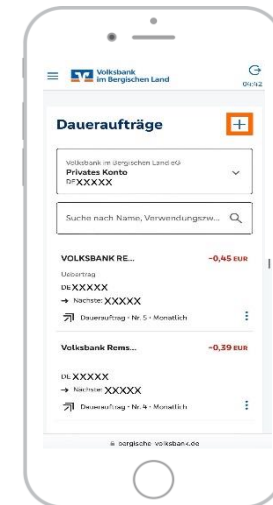 Volksbank
im Bergischen Land
04:42
Daueraufträge
Volksbank im Bergischen Land eG
Privates Konto
DEXXXXX
Suche nach Name, Verwendungszw...
VOLKSBANK RE... -0,45 EUR
Uebertrag
DEXXXXX
→ Nächste: XXXXX
Dauerauftrag - Nr. 5 - Monatlich
Volksbank Rems... -0,39 EUR
DEXXXXX
→ Nächste: XXXXX
Dauerauftrag - Nr. 4 - Monatlich
bergische-volksbank.de